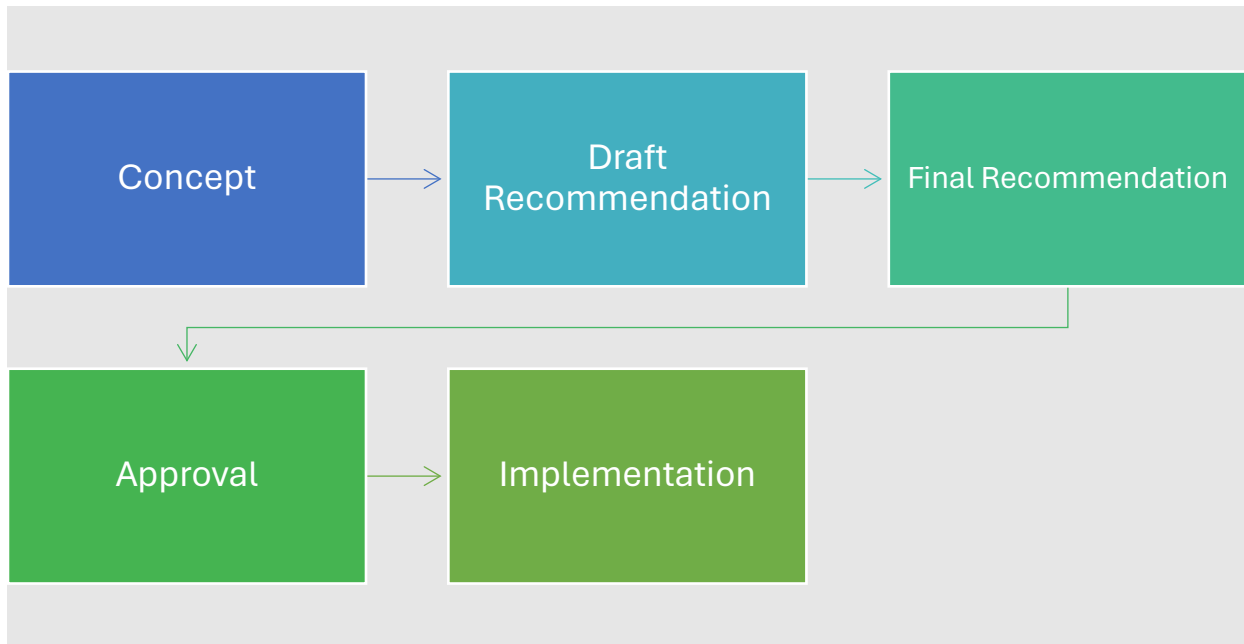 Concept
Draft
Recommendation
Final Recommendation
Approval
Implementation